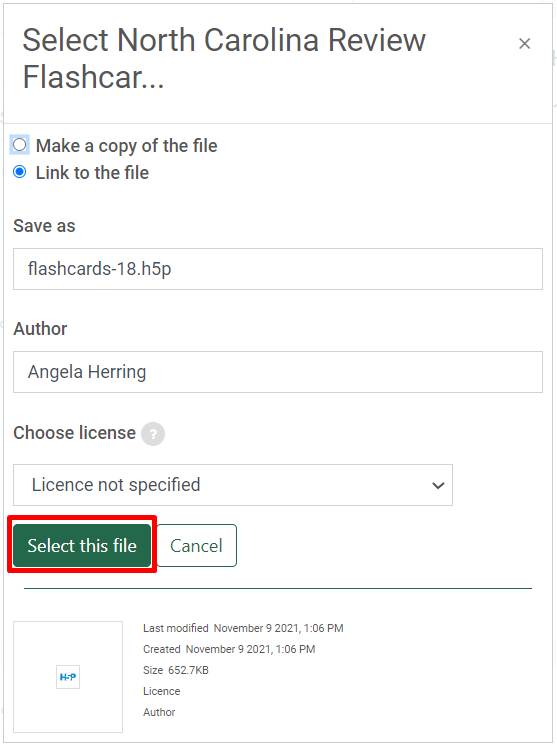 Select North Carolina Review
Flashcar...
×
Make a copy of the file
Link to the file
Save as
flashcards-18.h5p
Author
Angela Herring
Choose license ?
Licence not specified
Select this file Cancel
Last modified November 9 2021, 1:06 PM
Created November 9 2021, 1:06 PM
H5P
Size 652.7KB
Licence
Author